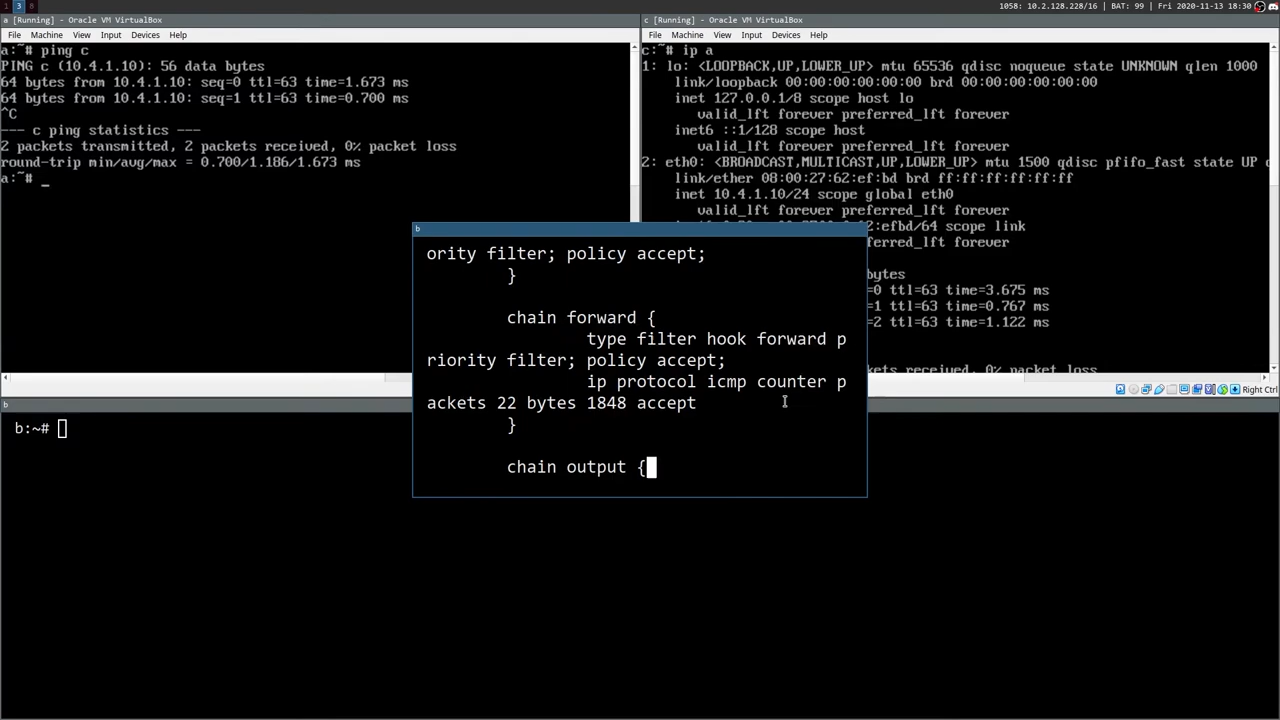 1 3 8
1058: 10.2.128.228/16 | BAT: 99 | Fri 2020-11-13 18:30
a [Running] - Oracle VM VirtualBox
File Machine View Input Devices Help
a:~# ping c
PING c (10.4.1.10): 56 data bytes
64 bytes from 10.4.1.10: seq=0 ttl=63 time=1.673 ms
64 bytes from 10.4.1.10: seq=1 ttl=63 time=0.700 ms
^C
--- c ping statistics ---
2 packets transmitted, 2 packets received, 0% packet loss
round-trip min/avg/max = 0.700/1.186/1.673 ms
a:~# _
c [Running] - Oracle VM VirtualBox
File Machine View Input Devices Help
c:~# ip a
1: lo: <LOOPBACK,UP,LOWER_UP> mtu 65536 qdisc noqueue state UNKNOWN qlen 1000
link/loopback 00:00:00:00:00:00 brd 00:00:00:00:00:00
inet 127.0.0.1/8 scope host lo
valid_lft forever preferred_lft forever
inet6 ::1/128 scope host
valid_lft forever preferred_lft forever
2: eth0: <BROADCAST,MULTICAST,UP,LOWER_UP> mtu 1500 qdisc pfifo_fast state UP q
link/ether 08:00:27:62:ef:bd brd ff:ff:ff:ff:ff:ff
inet 10.4.1.10/24 scope global eth0
valid_lft forever preferred_lft forever
:efbd/64 scope link
referred_lft forever
bytes
=0 ttl=63 time=3.675 ms
=1 ttl=63 time=0.767 ms
=2 ttl=63 time=1.122 ms
ackets received, 0% packet loss
Right Ctrl
b
ority filter; policy accept;
}
chain forward {
type filter hook forward p
riority filter; policy accept;
ip protocol icmp counter p
ackets 22 bytes 1848 accept
}
chain output {
b
b:~#